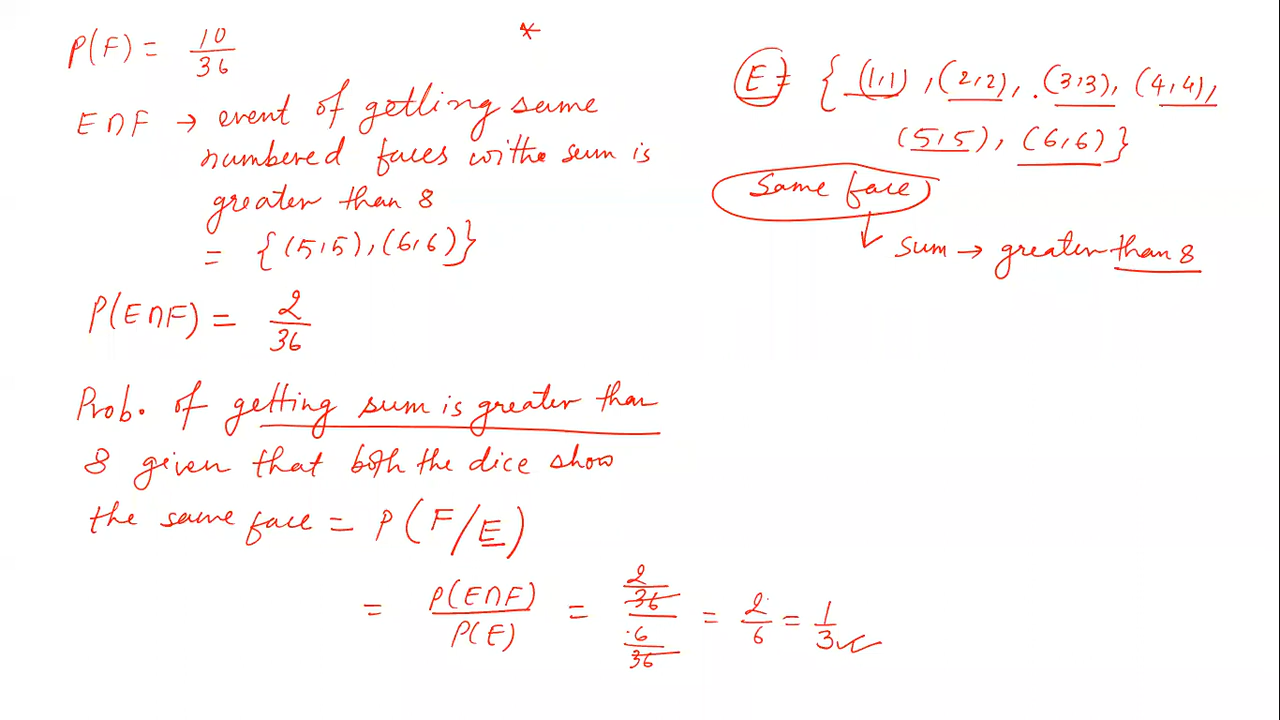 P(F) = 10/36
E∩F → event of getting same
numbered faces withe sum is
greater than 8
= {(5,5), (6,6)}
P(E∩F) = 2/36
Prob. of getting sum is greater than
8 given that both the dice show
the same face = P(F/E)
= P(E∩F)/P(E) = (2/36)/(6/36) = 2/6 = 1/3
*
E = {(1,1), (2,2), (3,3), (4,4),
(5,5), (6,6)}
Same face
↓ sum → greater than 8